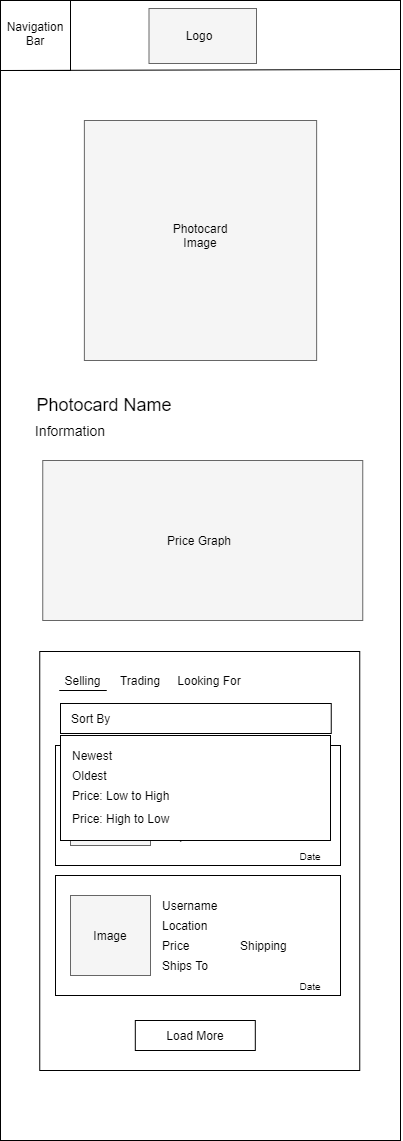 Navigation
Bar
Logo
Photocard
Image
Photocard Name
Information
Price Graph
Selling Trading Looking For
Sort By
Newest
Oldest
Price: Low to High
Price: High to Low
Date
Image
Username
Location
Price Shipping
Ships To
Date
Load More